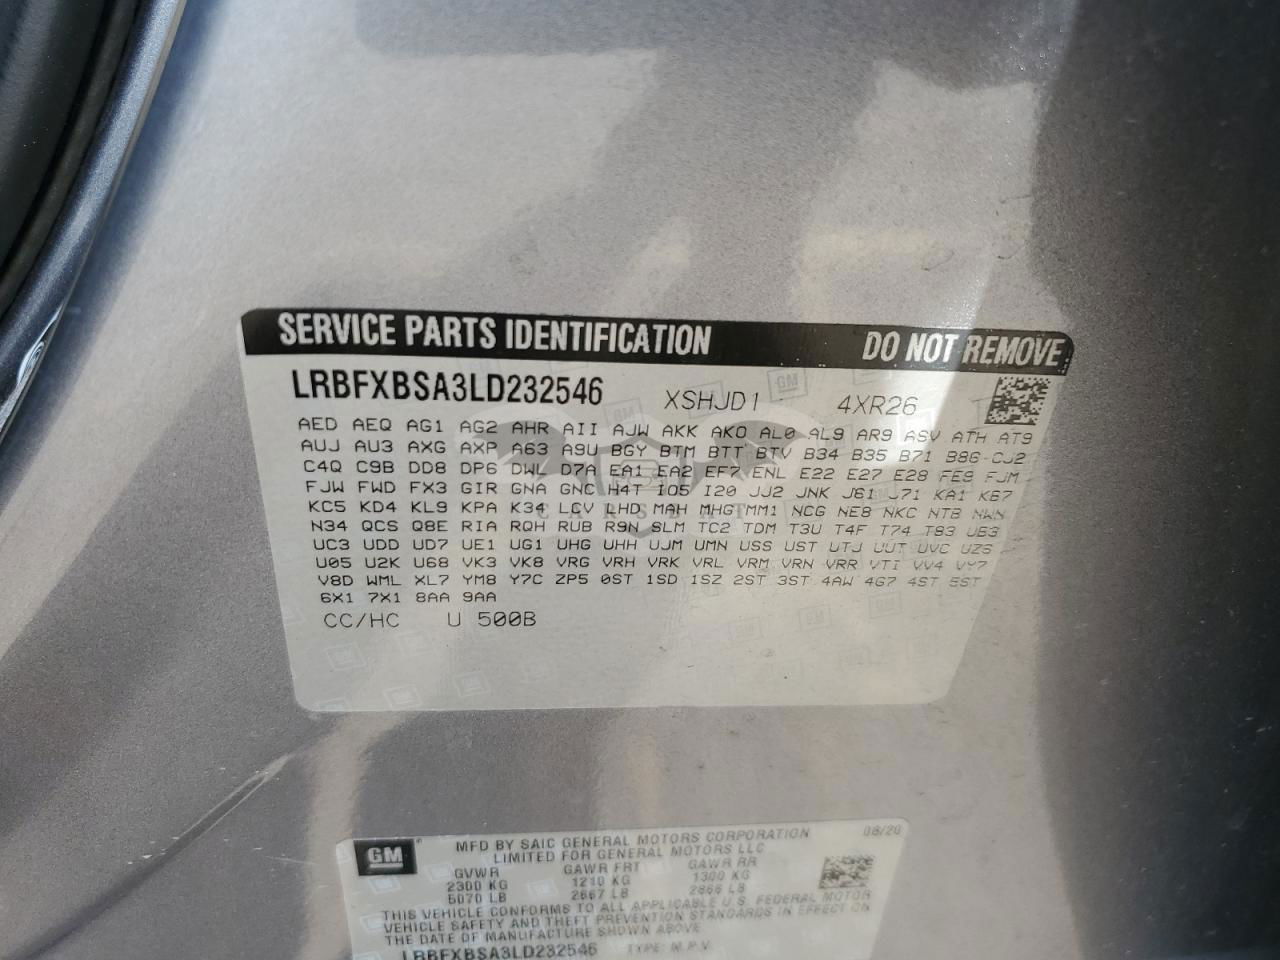 SERVICE PARTS IDENTIFICATION DO NOT REMOVE
LRBFXBSA3LD232546 XSHJD1 4XR26
AED AEQ AG1 AG2 AHR AII AJW AKK AKO AL0 AL9 AR9 ASV ATH AT9
AUJ AU3 AXG AXP A63 A9U BGY BTM BTT BTV B34 B35 B71 B86 CJ2
C4Q C9B DD8 DP6 DWL D7A EA1 EA2 EF7 ENL E22 E27 E28 FE9 FJM
FJW FWD FX3 GIR GNA GNC H4T IO5 I20 JJ2 JNK J61 J71 KA1 K67
KC5 KD4 KL9 KPA K34 LCV LHD MAH MHG MM1 NCG NE8 NKC NTB NWN
N34 QCS Q8E RIA RQH RUB R9N SLM TC2 TDM T3U T4F T74 T83 UB3
UC3 UDD UD7 UE1 UG1 UHG UHH UJM UMN USS UST UTJ UUT UVC UZ6
U05 U2K U68 VK3 VK8 VRG VRH VRK VRL VRM VRN VRR VTI VV4 VY7
V8D WML XL7 YM8 Y7C ZP5 0ST 1SD 1SZ 2ST 3ST 4AW 4G7 4ST 5ST
6X1 7X1 8AA 9AA
CC/HC U 500B
GM
MFD BY SAIC GENERAL MOTORS CORPORATION 08/20
LIMITED FOR GENERAL MOTORS LLC
GVWR GAWR FRT GAWR RR
2300 KG 1210 KG 1300 KG
5070 LB 2667 LB 2866 LB
THIS VEHICLE CONFORMS TO ALL APPLICABLE U.S. FEDERAL MOTOR
VEHICLE SAFETY AND THEFT PREVENTION STANDARDS IN EFFECT ON
THE DATE OF MANUFACTURE SHOWN ABOVE
LRBFXBSA3LD232546 TYPE: M.P.V.